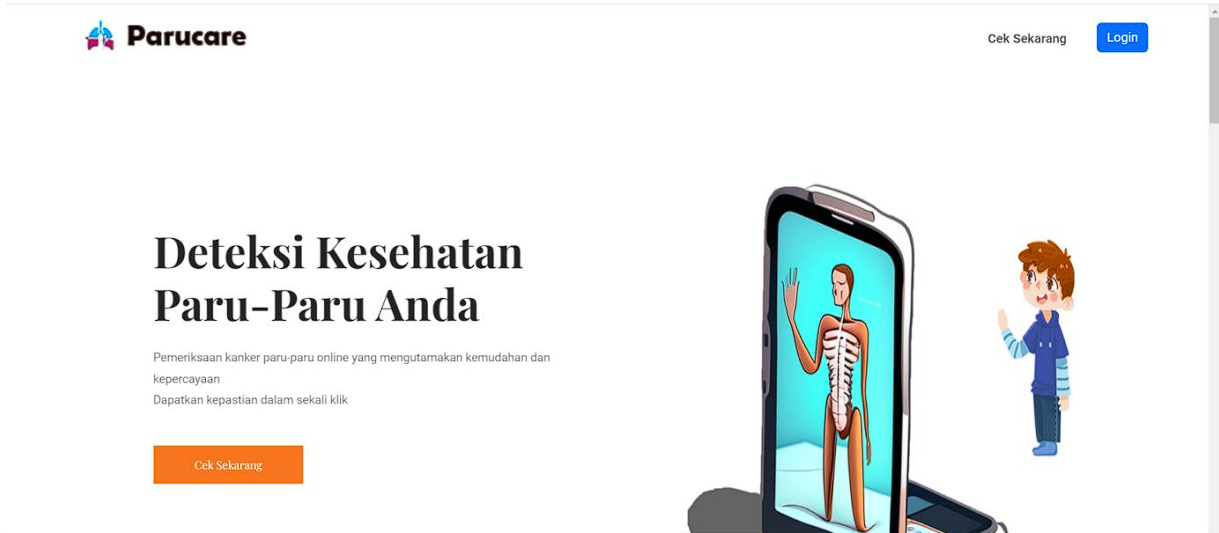 Parucare
Cek Sekarang
Login
Deteksi Kesehatan
Paru-Paru Anda
Pemeriksaan kanker paru-paru online yang mengutamakan kemudahan dan
kepercayaan
Dapatkan kepastian dalam sekali klik
Cek Sekarang